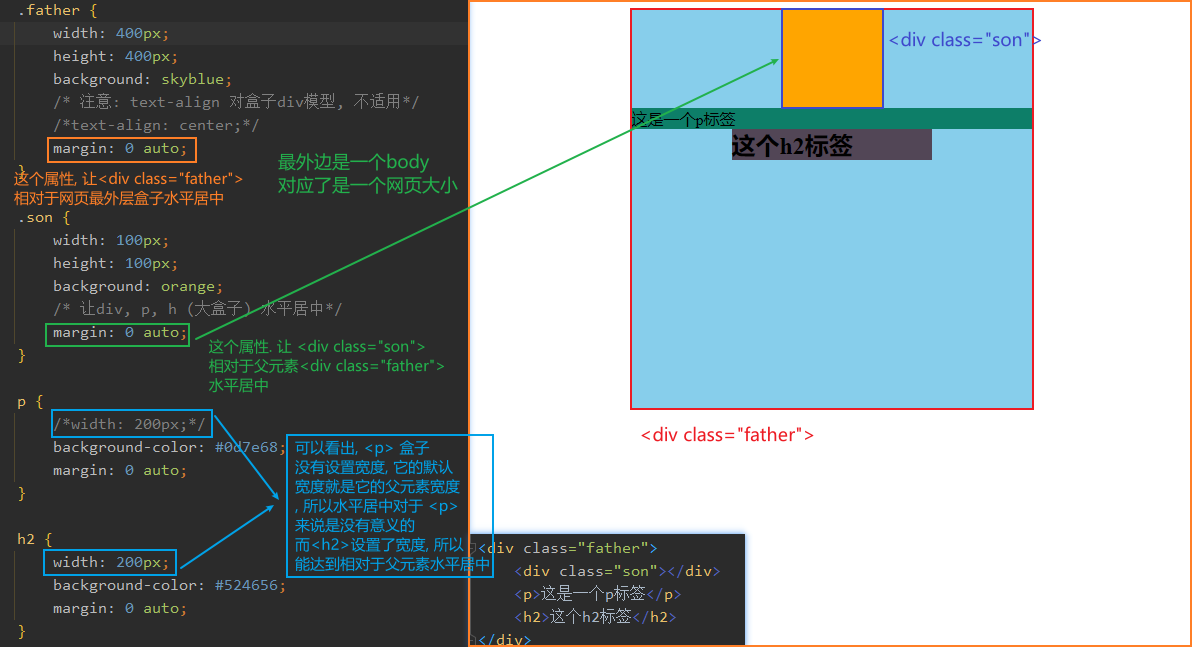 .father {
width: 400px;
height: 400px;
background: skyblue;
/* 注意: text-align 对盒子div模型, 不适用*/
/*text-align: center;*/
margin: 0 auto;
}
这个属性, 让<div class="father">
相对于网页最外层盒子水平居中
最外边是一个body
对应了是一个网页大小
.son {
width: 100px;
height: 100px;
background: orange;
/* 让div, p, h (大盒子) 水平居中*/
margin: 0 auto;
}
这个属性. 让 <div class="son">
相对于父元素<div class="father">
水平居中
p {
/*width: 200px;*/
background-color: #0d7e68;
margin: 0 auto;
}
可以看出, <p> 盒子
没有设置宽度, 它的默认
宽度就是它的父元素宽度
, 所以水平居中对于 <p>
来说是没有意义的
而<h2>设置了宽度, 所以
能达到相对于父元素水平居中
h2 {
width: 200px;
background-color: #524656;
margin: 0 auto;
}
<div class="son">
这是一个p标签
这个h2标签
<div class="father">
<div class="father">
<div class="son"></div>
<p>这是一个p标签</p>
<h2>这个h2标签</h2>
</div>